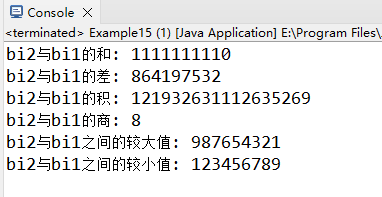 Console
<terminated> Example15 (1) [Java Application] E:\Program Files\
bi2与bi1的和: 1111111110
bi2与bi1的差: 864197532
bi2与bi1的积: 121932631112635269
bi2与bi1的商: 8
bi2与bi1之间的较大值: 987654321
bi2与bi1之间的较小值: 123456789